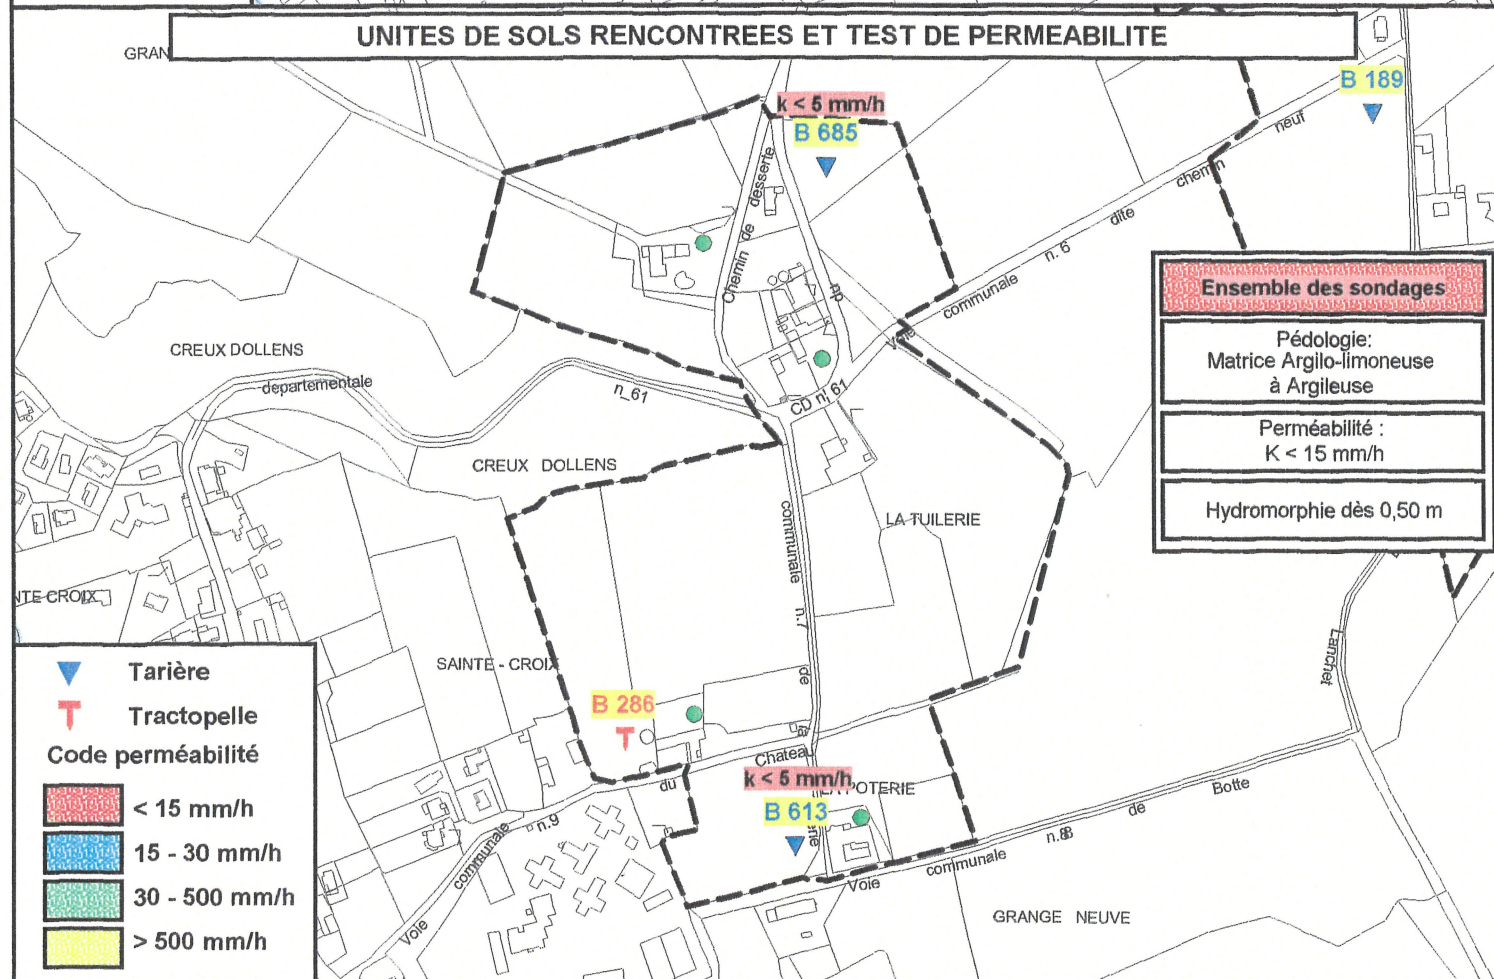 UNITES DE SOLS RENCONTREES ET TEST DE PERMEABILITE
GRAN
k < 5 mm/h
B 685
B 189
neuf
chemin
dite
n. 6
communale
Chemin de desserte
du
Voie
CD n. 61
CREUX DOLLENS
departementale
n_61
CREUX DOLLENS
LA TUILERIE
communale n.7 de la
NTE CROIX
SAINTE - CROIX
B 286
Chateau
du
k < 5 mm/h
LA POTERIE
B 613
Voie communale n.9
Voie communale n.8 de Botte
Lanchet
GRANGE NEUVE
Ensemble des sondages
Pédologie:
Matrice Argilo-limoneuse
à Argileuse
Perméabilité :
K < 15 mm/h
Hydromorphie dès 0,50 m
Tarière
Tractopelle
Code perméabilité
< 15 mm/h
15 - 30 mm/h
30 - 500 mm/h
> 500 mm/h